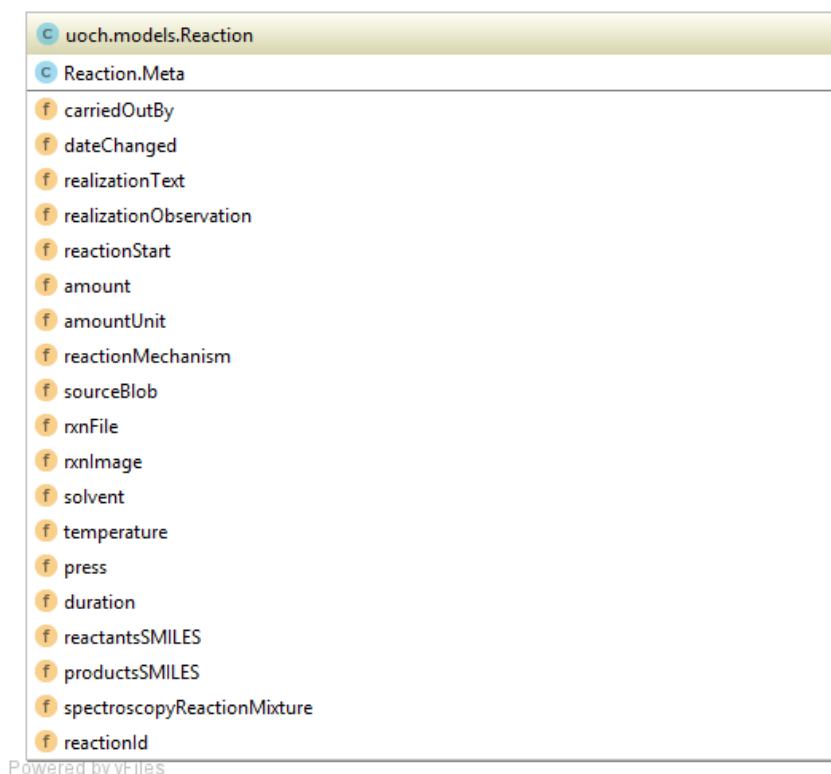 C uoch.models.Reaction
C Reaction.Meta
f carriedOutBy
f dateChanged
f realizationText
f realizationObservation
f reactionStart
f amount
f amountUnit
f reactionMechanism
f sourceBlob
f rxnFile
f rxnImage
f solvent
f temperature
f press
f duration
f reactantsSMILES
f productsSMILES
f spectroscopyReactionMixture
f reactionId
Powered by yFiles